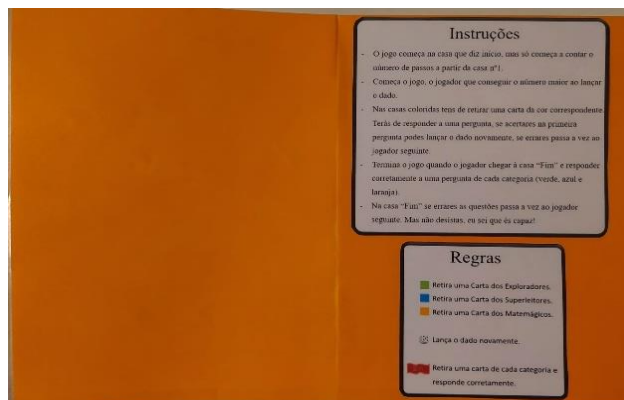 Instruções
- O jogo começa na casa que diz início, mas só começa a contar o
número de passos a partir da casa nº1.
- Começa o jogo, o jogador que conseguir o número maior ao lançar
o dado.
- Nas casas coloridas tens de retirar uma carta da cor correspondente.
Terás de responder a uma pergunta, se acertares na primeira
pergunta podes lançar o dado novamente, se errares passa a vez ao
jogador seguinte.
- Termina o jogo quando o jogador chegar à casa “Fim” e responder
corretamente a uma pergunta de cada categoria (verde, azul e
laranja).
- Na casa “Fim” se errares as questões passa a vez ao jogador
seguinte. Mas não desistas, eu sei que és capaz!
Regras
Retira uma Carta dos Exploradores.
Retira uma Carta dos Superleitores.
Retira uma Carta dos Matemágicos.
Lança o dado novamente.
Retira uma carta de cada categoria e
responde corretamente.